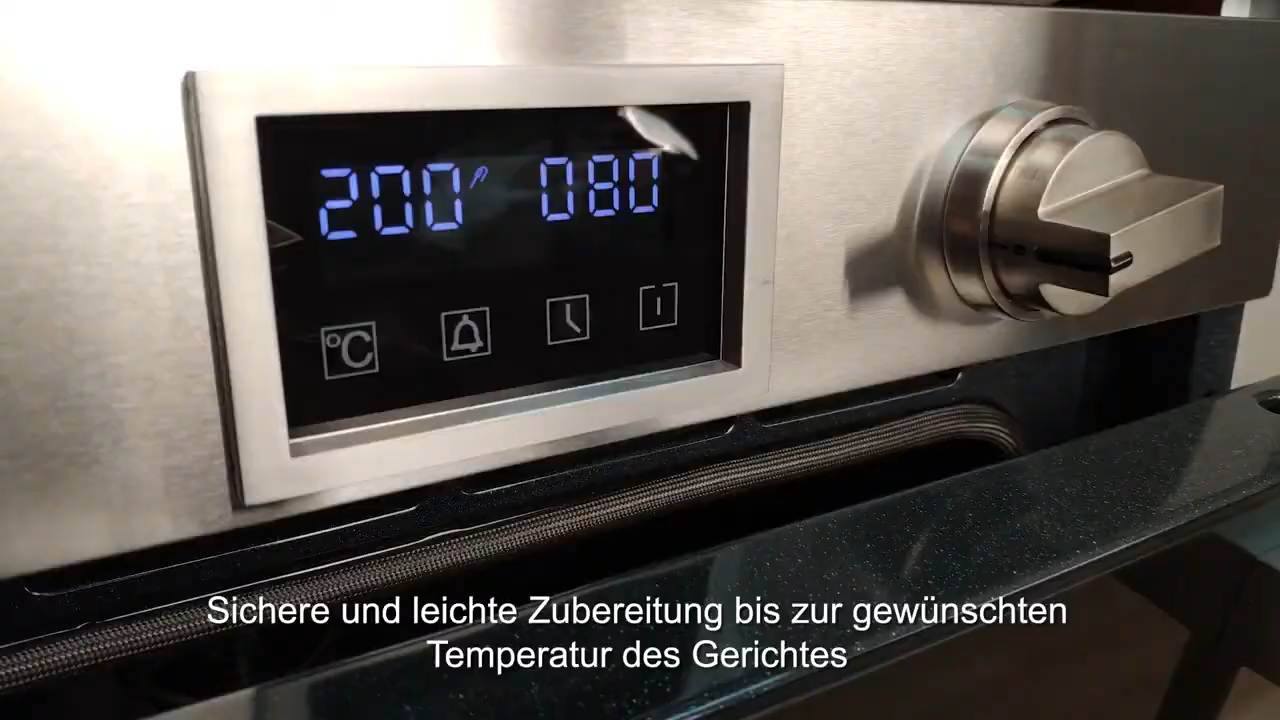 200 080
°C
Sichere und leichte Zubereitung bis zur gewünschten
Temperatur des Gerichtes